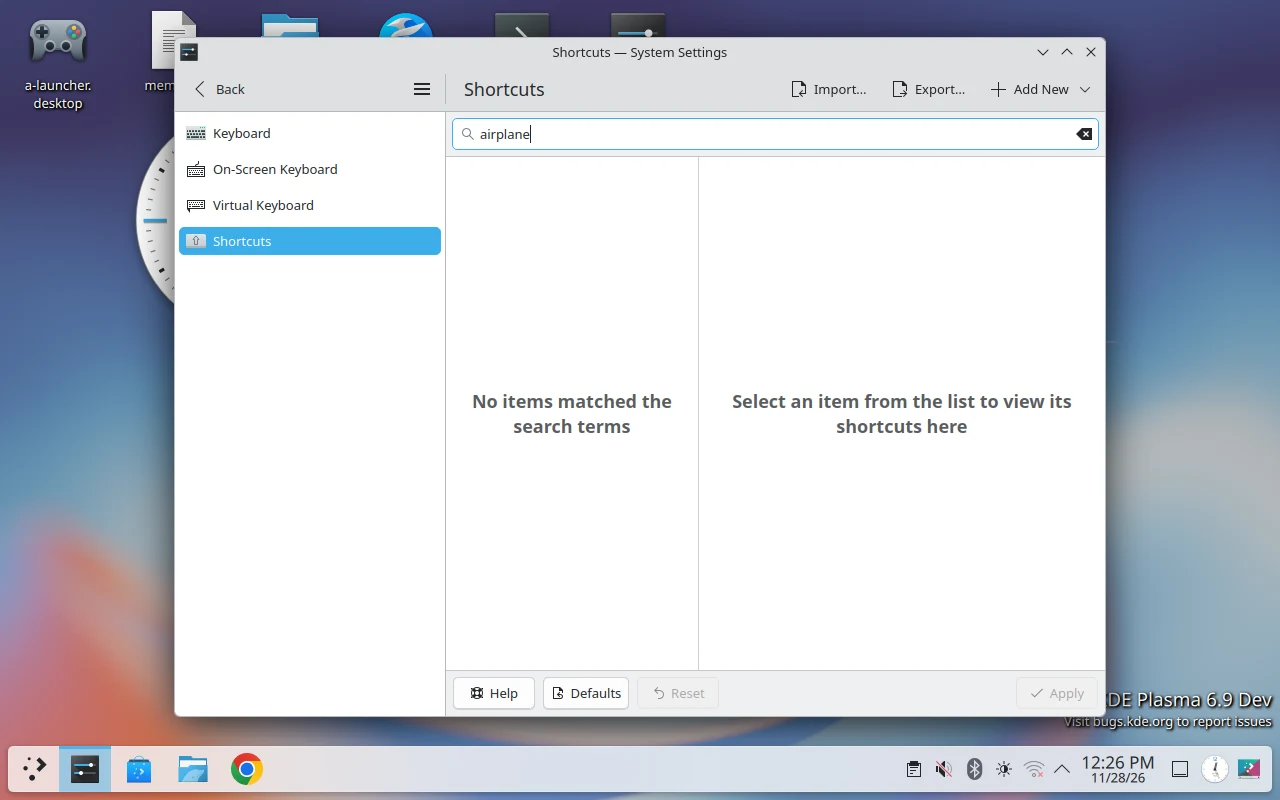 a-launcher.
desktop
mem
Shortcuts — System Settings
Back
Shortcuts
Import...
Export...
Add New
Keyboard
On-Screen Keyboard
Virtual Keyboard
Shortcuts
airplane
No items matched the
search terms
Select an item from the list to view its
shortcuts here
Help
Defaults
Reset
Apply
DE Plasma 6.9 Dev
Visit bugs.kde.org to report issues
12:26 PM
11/28/26